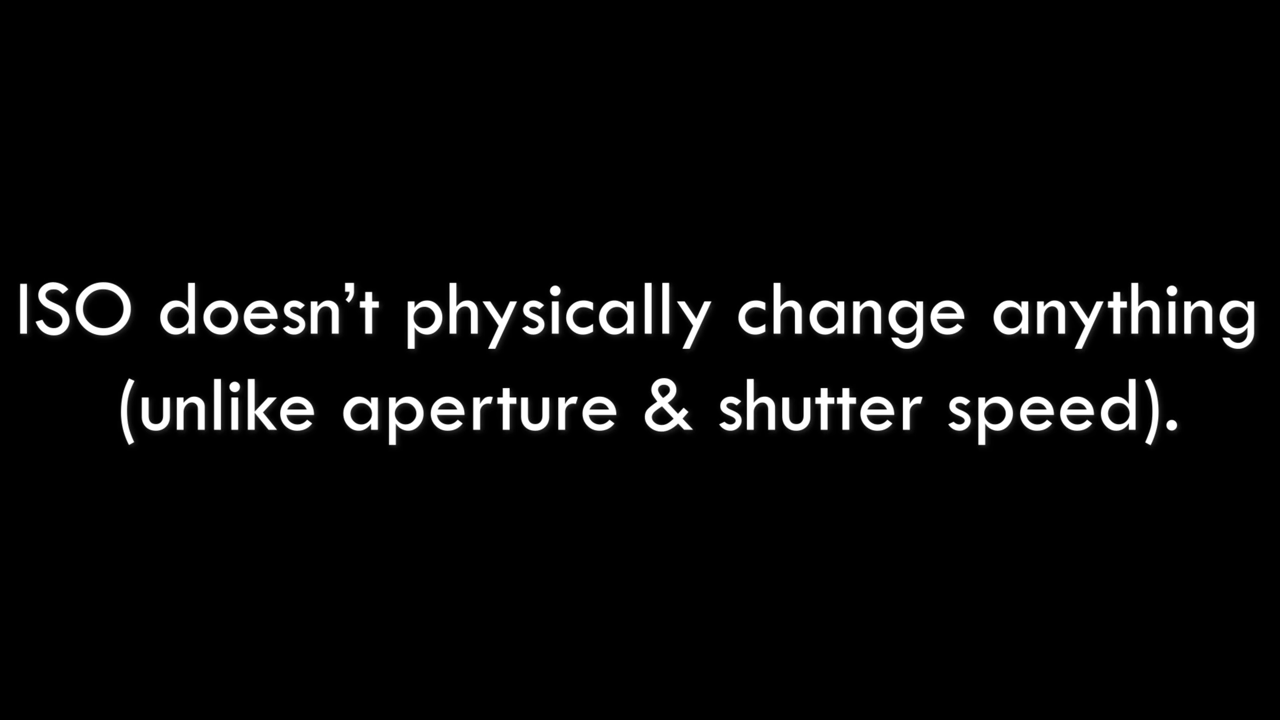 ISO doesn’t physically change anything
(unlike aperture & shutter speed).